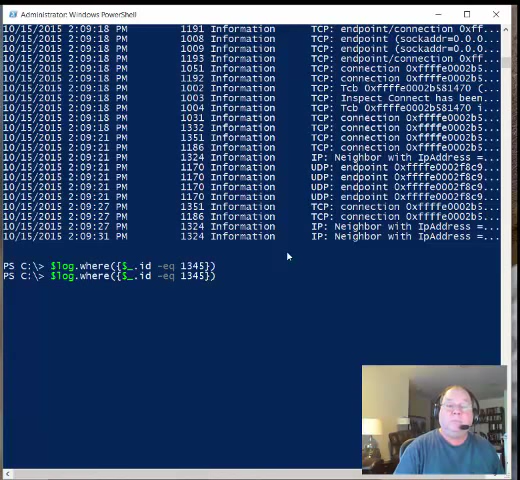 Administrator: Windows PowerShell
10/15/2015 2:09:18 PM 1191 Information TCP: endpoint/connection 0xff...
10/15/2015 2:09:18 PM 1008 Information TCP: endpoint (sockaddr=0.0.0...
10/15/2015 2:09:18 PM 1009 Information TCP: endpoint (sockaddr=0.0.0...
10/15/2015 2:09:18 PM 1193 Information TCP: endpoint/connection 0xff...
10/15/2015 2:09:18 PM 1051 Information TCP: connection 0xffffe0002b5...
10/15/2015 2:09:18 PM 1192 Information TCP: connection 0xffffe0002b5...
10/15/2015 2:09:18 PM 1002 Information TCP: Tcb 0xffffe0002b581470 (...
10/15/2015 2:09:18 PM 1003 Information TCP: Inspect Connect has been...
10/15/2015 2:09:18 PM 1004 Information TCP: Tcb 0xffffe0002b581470 i...
10/15/2015 2:09:18 PM 1031 Information TCP: connection 0xffffe0002b5...
10/15/2015 2:09:18 PM 1332 Information TCP: connection 0xffffe0002b5...
10/15/2015 2:09:18 PM 1351 Information TCP: connection 0xffffe0002b5...
10/15/2015 2:09:21 PM 1186 Information TCP: connection 0xffffe0002b5...
10/15/2015 2:09:21 PM 1324 Information IP: Neighbor with IpAddress =...
10/15/2015 2:09:21 PM 1170 Information UDP: endpoint 0xffffe0002f8c9...
10/15/2015 2:09:21 PM 1170 Information UDP: endpoint 0xffffe0002f8c9...
10/15/2015 2:09:21 PM 1170 Information UDP: endpoint 0xffffe0002f8c9...
10/15/2015 2:09:21 PM 1170 Information UDP: endpoint 0xffffe0002f8c9...
10/15/2015 2:09:27 PM 1351 Information TCP: connection 0xffffe0002b5...
10/15/2015 2:09:27 PM 1186 Information TCP: connection 0xffffe0002b5...
10/15/2015 2:09:27 PM 1324 Information IP: Neighbor with IpAddress =...
10/15/2015 2:09:31 PM 1324 Information IP: Neighbor with IpAddress =...
PS C:\> $log.where({$_.id -eq 1345})
PS C:\> $log.where({$_.id -eq 1345})